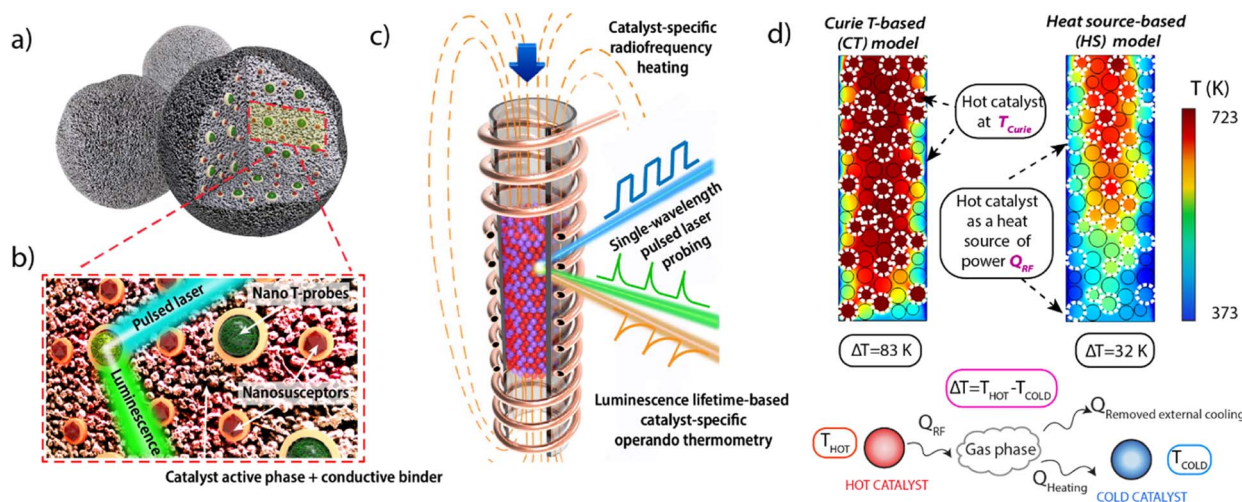 a)
b)
Pulsed laser
Nano T-probes
Luminescence
Nanosusceptors
Catalyst active phase + conductive binder
c)
Catalyst-specific
radiofrequency
heating
Single-wavelength
pulsed laser
probing
Luminescence lifetime-based
catalyst-specific
operando thermometry
d)
Curie T-based
(CT) model
Heat source-based
(HS) model
Hot catalyst
at TCurie
Hot catalyst
as a heat
source of
power QRF
T (K)
723
373
ΔT=83 K
ΔT=32 K
ΔT=THOT-TCOLD
THOT
HOT CATALYST
QRF
Gas phase
QRemoved external cooling
QHeating
TCOLD
COLD CATALYST